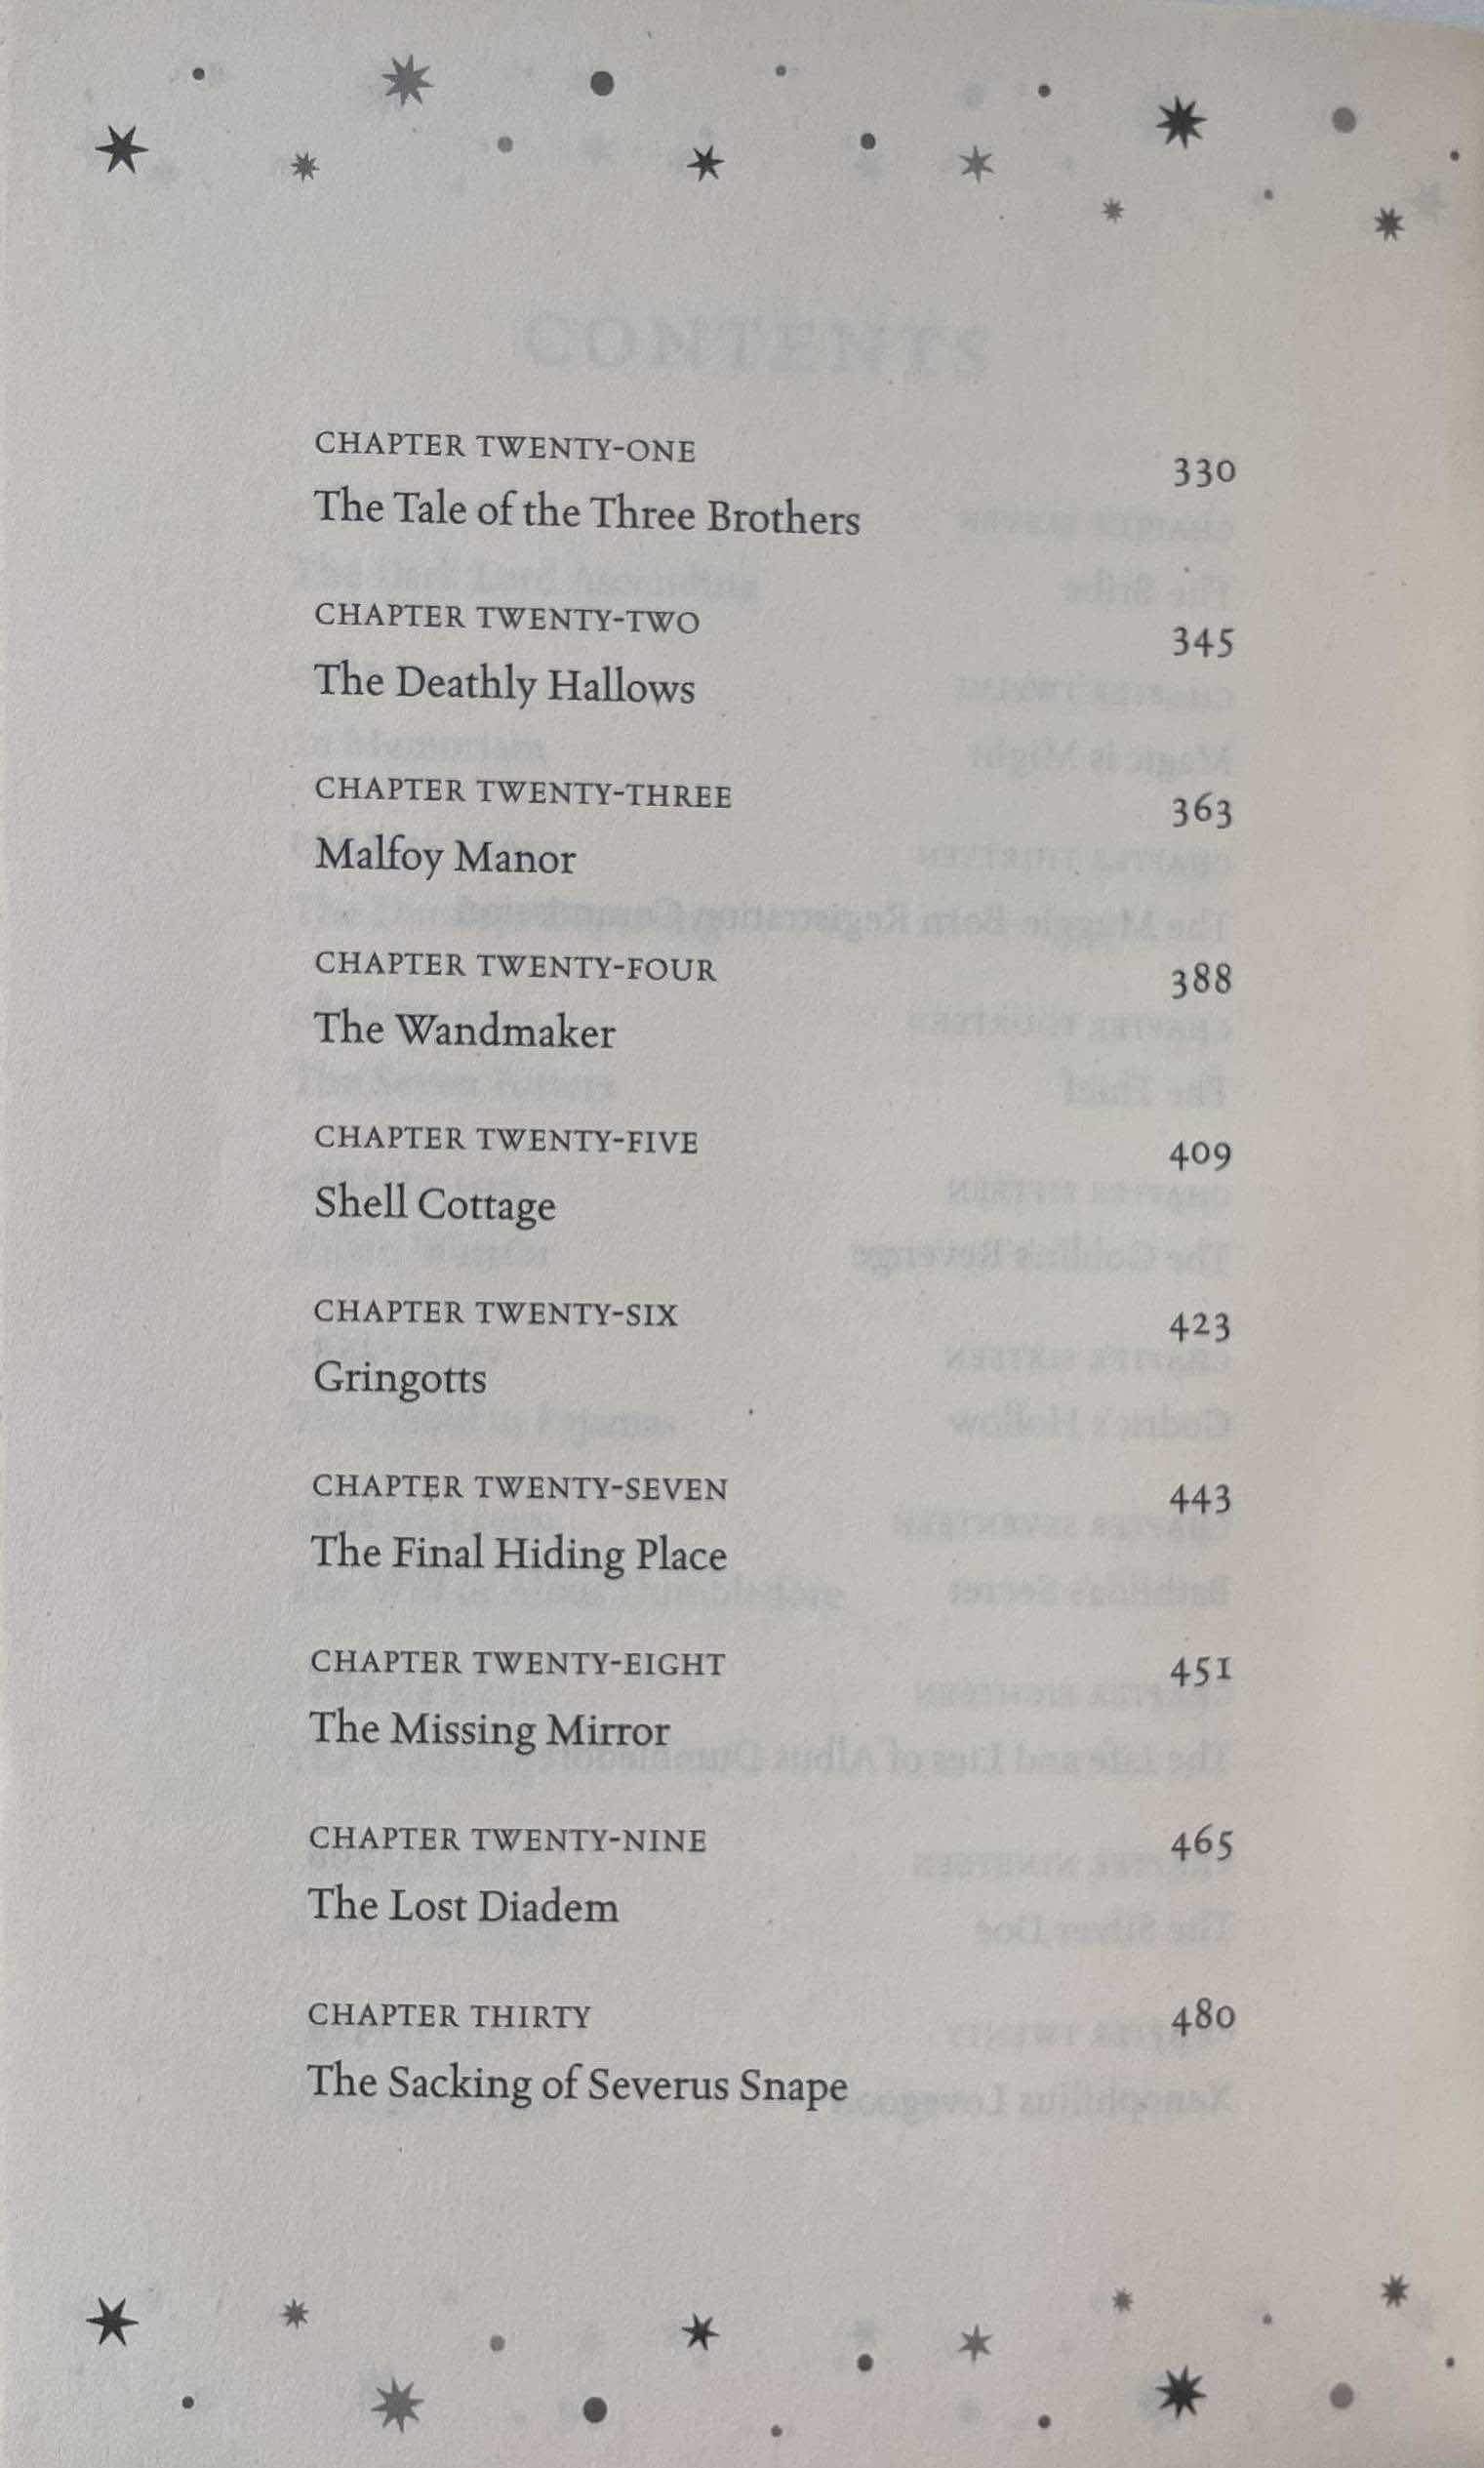 CONTENTS
CHAPTER TWENTY-ONE 330
The Tale of the Three Brothers
CHAPTER TWENTY-TWO 345
The Deathly Hallows
CHAPTER TWENTY-THREE 363
Malfoy Manor
CHAPTER TWENTY-FOUR 388
The Wandmaker
CHAPTER TWENTY-FIVE 409
Shell Cottage
CHAPTER TWENTY-SIX 423
Gringotts
CHAPTER TWENTY-SEVEN 443
The Final Hiding Place
CHAPTER TWENTY-EIGHT 451
The Missing Mirror
CHAPTER TWENTY-NINE 465
The Lost Diadem
CHAPTER THIRTY 480
The Sacking of Severus Snape